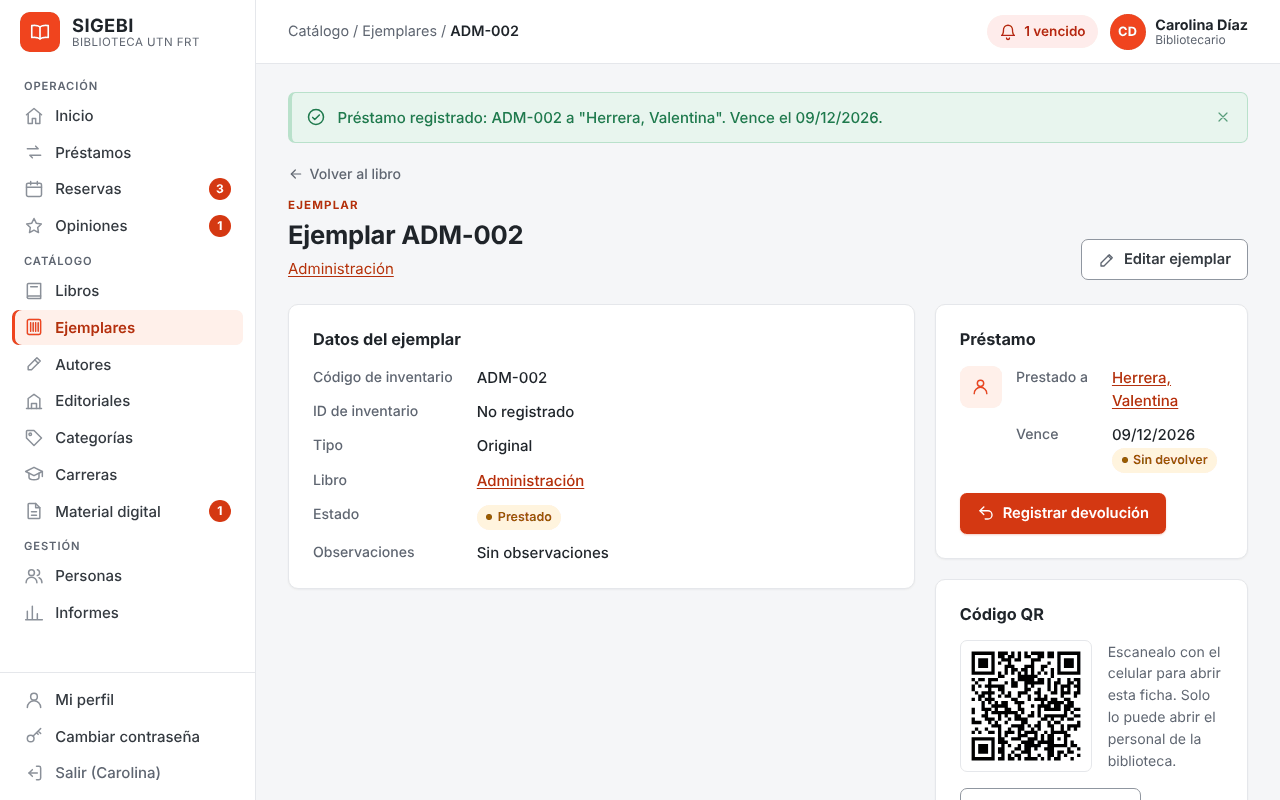 SIGEBI
BIBLIOTECA UTN FRT
OPERACIÓN
Inicio
Préstamos
Reservas 3
Opiniones 1
CATÁLOGO
Libros
Ejemplares
Autores
Editoriales
Categorías
Carreras
Material digital 1
GESTIÓN
Personas
Informes
Mi perfil
Cambiar contraseña
Salir (Carolina)
Catálogo / Ejemplares / ADM-002
1 vencido
CD
Carolina Díaz
Bibliotecario
Préstamo registrado: ADM-002 a "Herrera, Valentina". Vence el 09/12/2026.
Volver al libro
EJEMPLAR
Ejemplar ADM-002
Administración
Editar ejemplar
Datos del ejemplar
Código de inventario ADM-002
ID de inventario No registrado
Tipo Original
Libro Administración
Estado Prestado
Observaciones Sin observaciones
Préstamo
Prestado a Herrera,
Valentina
Vence 09/12/2026
Sin devolver
Registrar devolución
Código QR
Escanealo con el
celular para abrir
esta ficha. Solo
lo puede abrir el
personal de la
biblioteca.